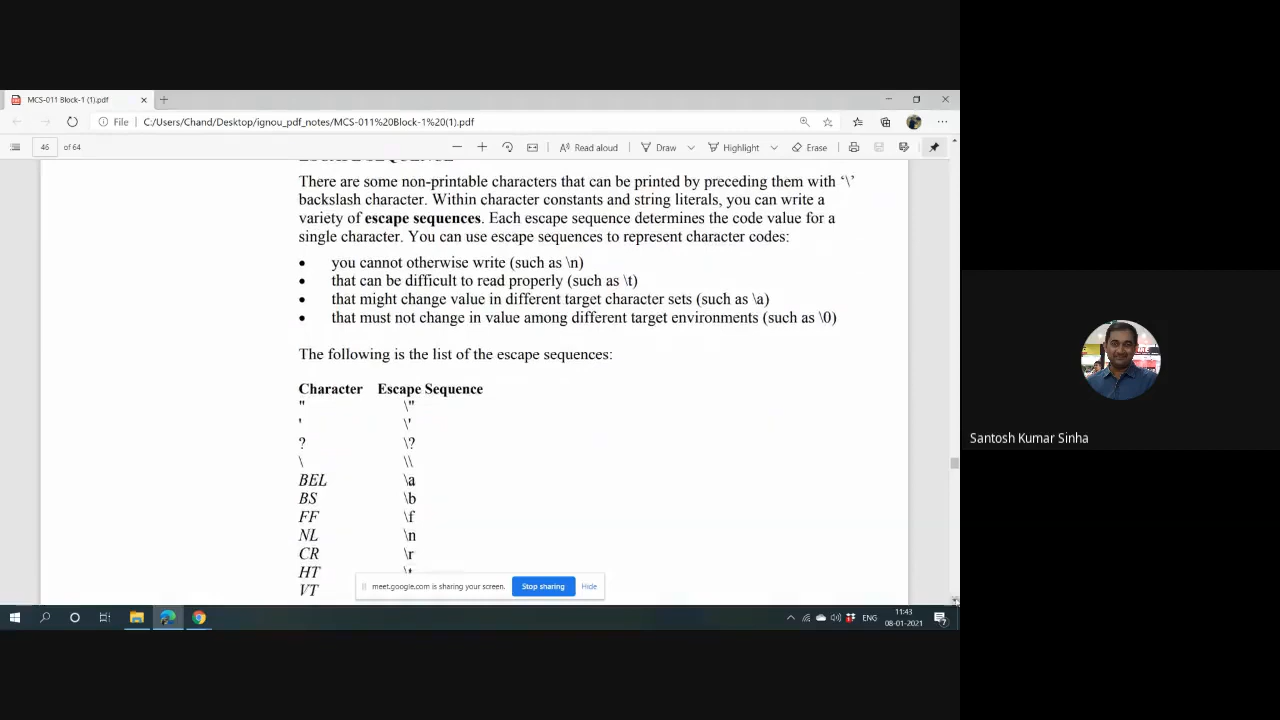 MCS-011 Block-1 (1).pdf
File
C:/Users/Chand/Desktop/ignou_pdf_notes/MCS-011%20Block-1%20(1).pdf
46 of 64
Read aloud
Draw
Highlight
Erase
ESCAPE SEQUENCE
There are some non-printable characters that can be printed by preceding them with ‘\’
backslash character. Within character constants and string literals, you can write a
variety of escape sequences. Each escape sequence determines the code value for a
single character. You can use escape sequences to represent character codes:
• you cannot otherwise write (such as \n)
• that can be difficult to read properly (such as \t)
• that might change value in different target character sets (such as \a)
• that must not change in value among different target environments (such as \0)
The following is the list of the escape sequences:
Character Escape Sequence
" \"
' \'
? \?
\ \\
BEL \a
BS \b
FF \f
NL \n
CR \r
HT \t
VT
meet.google.com is sharing your screen. Stop sharing Hide
ENG
11:43
08-01-2021
Santosh Kumar Sinha